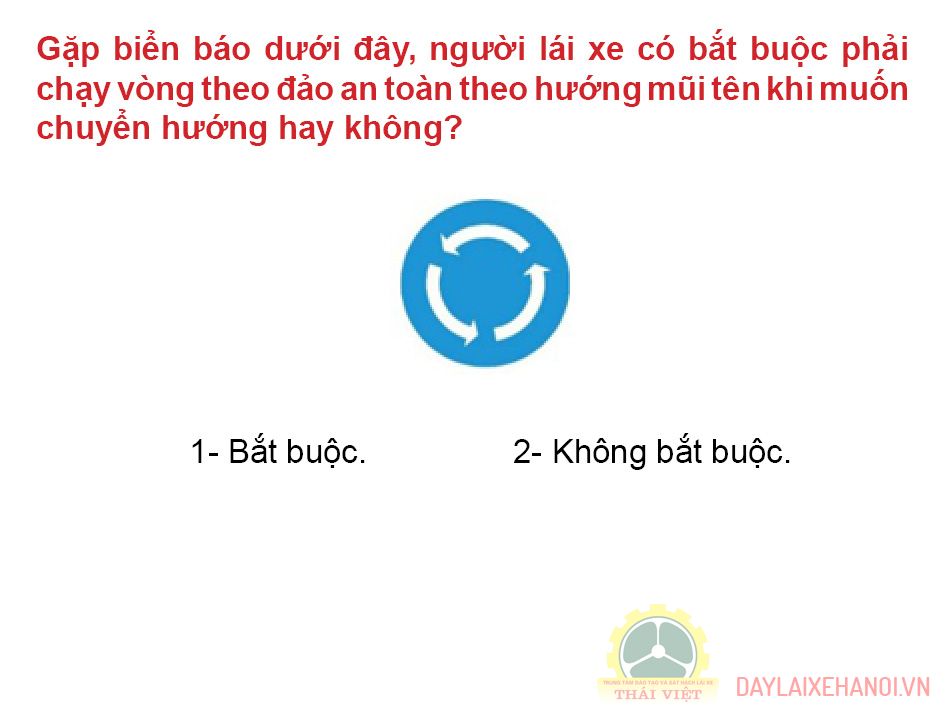 Gặp biển báo dưới đây, người lái xe có bắt buộc phải
chạy vòng theo đảo an toàn theo hướng mũi tên khi muốn
chuyển hướng hay không?
1- Bắt buộc. 2- Không bắt buộc.
TRUNG TÂM ĐÀO TẠO VÀ SÁT HẠCH LÁI XE
THÁI VIỆT
DAYLAIXEHANOI.VN